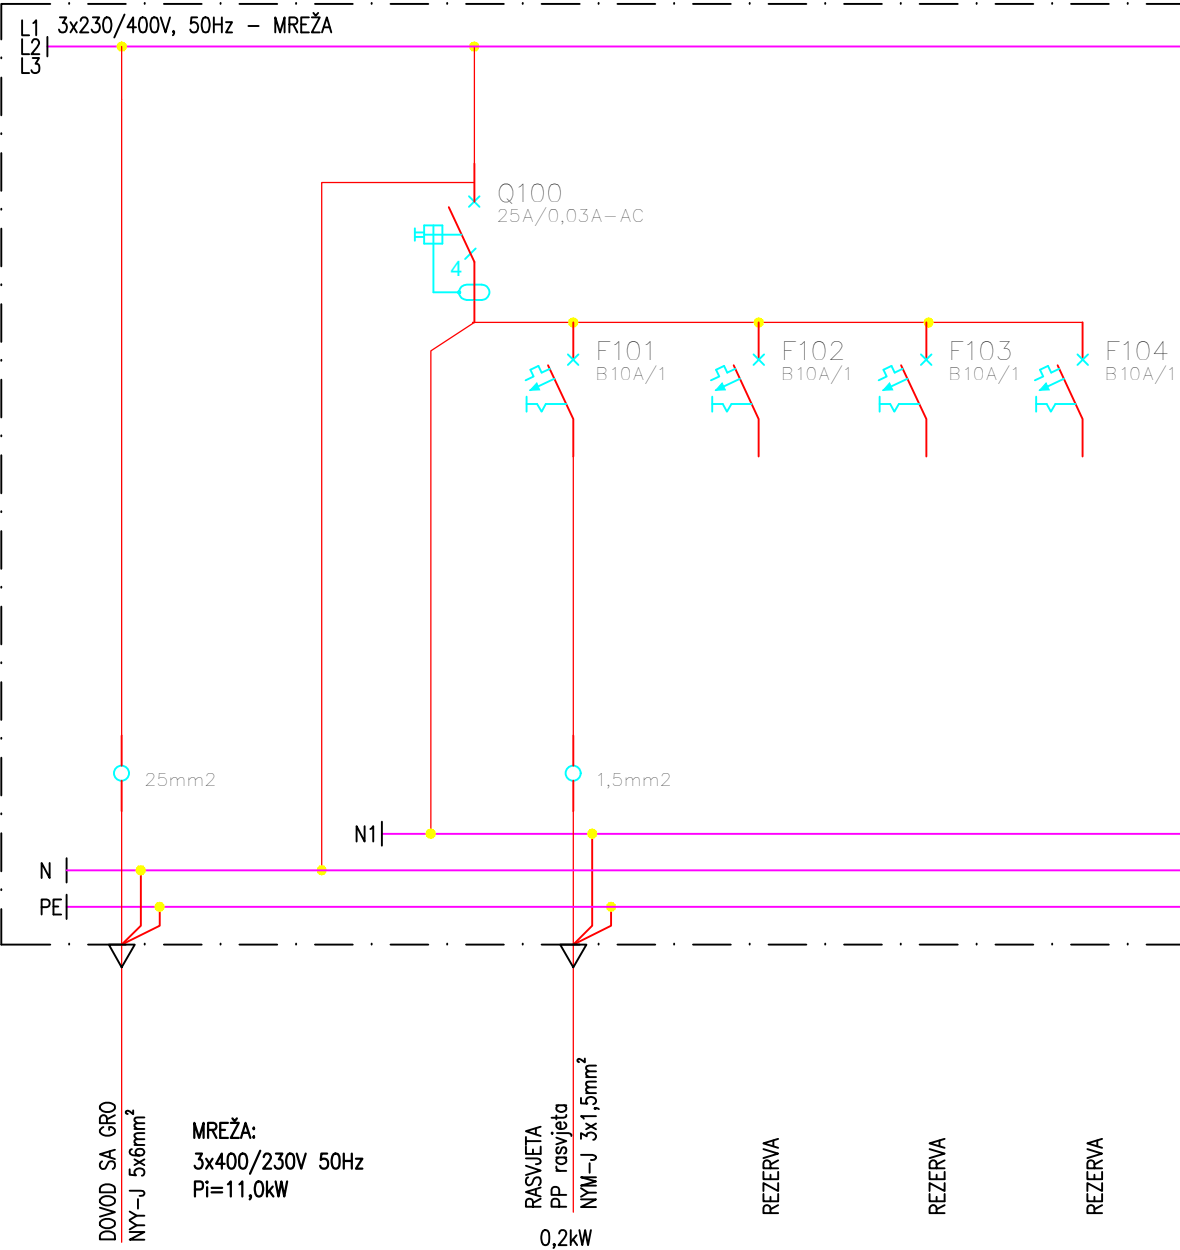 L1
3x230/400V, 50Hz – MREŽA
L2
L3
Q100
25A/0,03A–AC
4
F101
B10A/1
F102
B10A/1
F103
B10A/1
F104
B10A/1
25mm2
1,5mm2
N1
N
PE
DOVOD SA GRO
NYY–J 5x6mm²
MREŽA:
3x400/230V 50Hz
Pi=11,0kW
RASVJETA
PP rasvjeta
NYM–J 3x1,5mm²
0,2kW
REZERVA
REZERVA
REZERVA